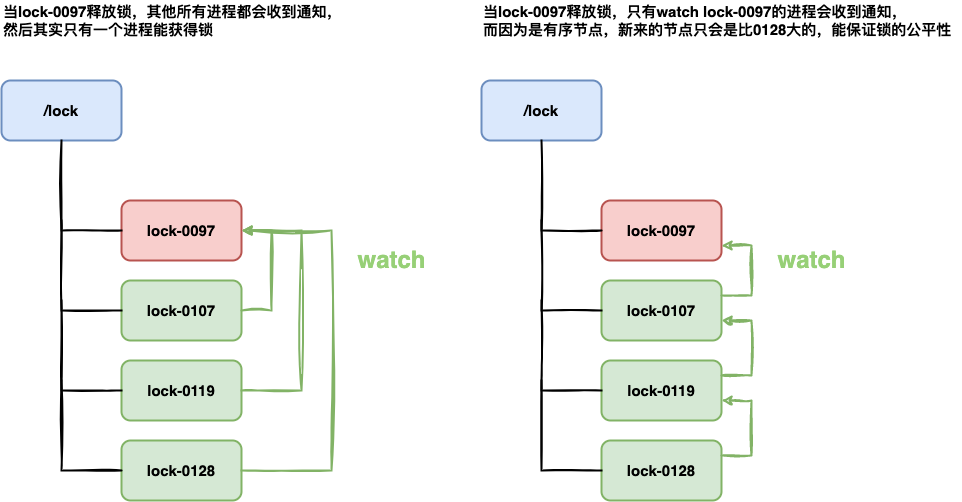 当lock-0097释放锁，其他所有进程都会收到通知，
然后其实只有一个进程能获得锁
/lock
lock-0097
watch
lock-0107
lock-0119
lock-0128
当lock-0097释放锁，只有watch lock-0097的进程会收到通知，
而因为是有序节点，新来的节点只会是比0128大的，能保证锁的公平性
/lock
lock-0097
watch
lock-0107
lock-0119
lock-0128